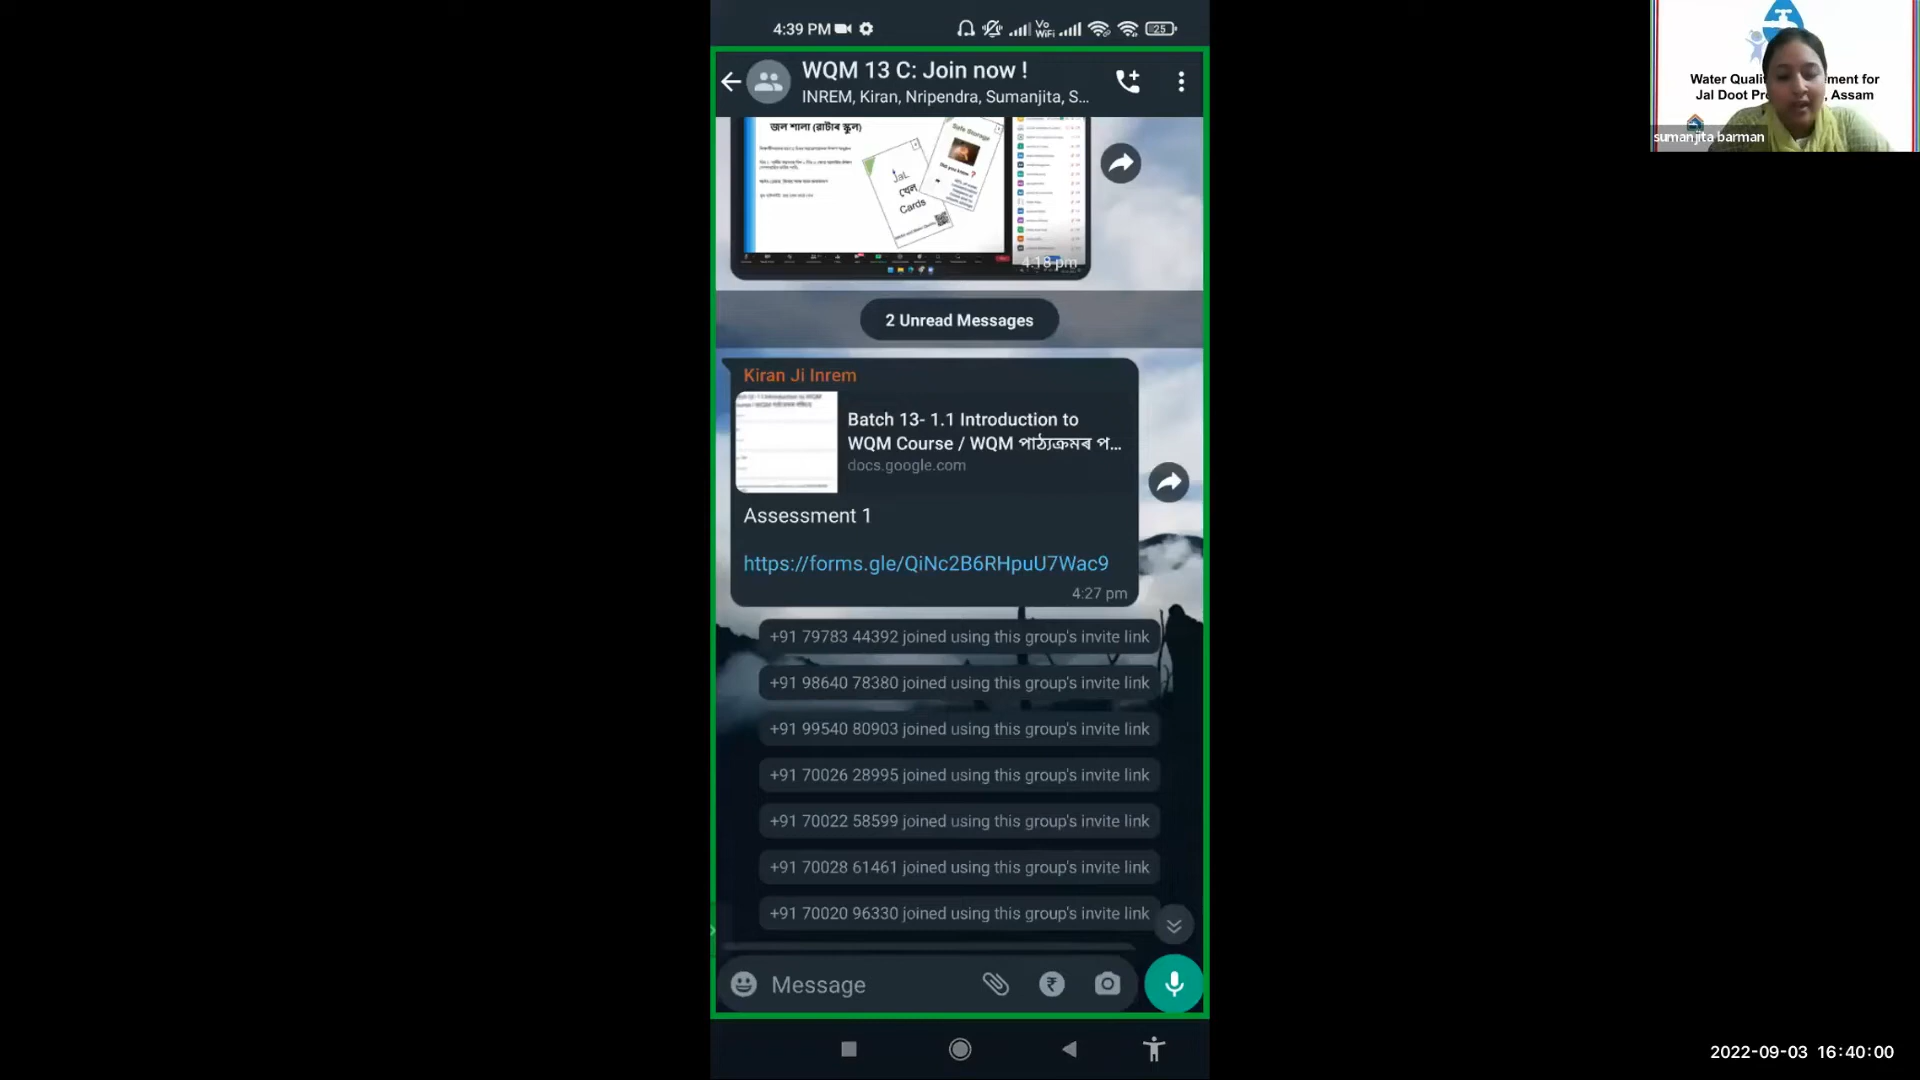 4:39 PM
Vo
WiFi
25
WQM 13 C: Join now !
INREM, Kiran, Nripendra, Sumanjita, S...
জল শালা (ৱাটাৰ স্কুল)
Safe Storage
JaL
খেল
Cards
4:18 pm
2 Unread Messages
Kiran Ji Inrem
Batch 13- 1.1 Introduction to
WQM Course / WQM পাঠ্যক্ৰমৰ প...
docs.google.com
Assessment 1
https://forms.gle/QiNc2B6RHpuU7Wac9
4:27 pm
+91 79783 44392 joined using this group's invite link
+91 98640 78380 joined using this group's invite link
+91 99540 80903 joined using this group's invite link
+91 70026 28995 joined using this group's invite link
+91 70022 58599 joined using this group's invite link
+91 70028 61461 joined using this group's invite link
+91 70020 96330 joined using this group's invite link
Message
Water Quali ment for
Jal Doot Pr , Assam
sumanjita barman
2022-09-03 16:40:00